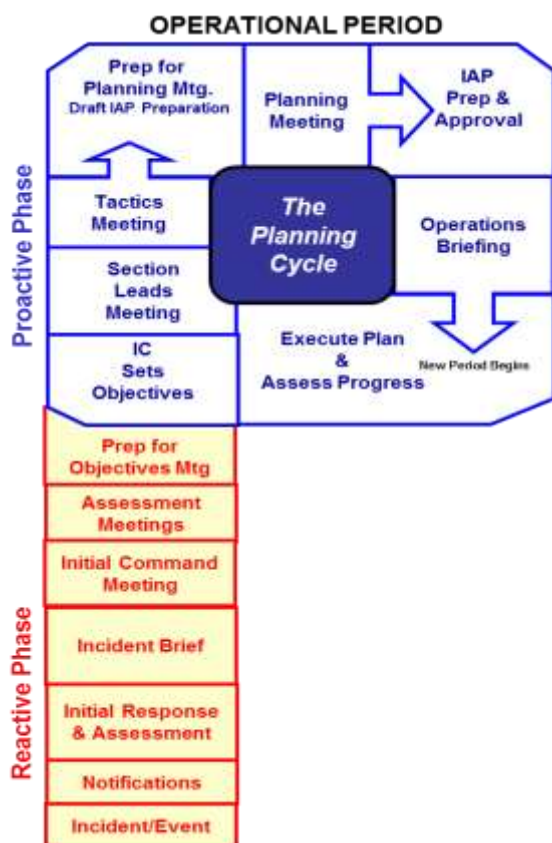 OPERATIONAL PERIOD
Prep for
Planning Mtg.
Draft IAP Preparation
Planning
Meeting
IAP
Prep &
Approval
Tactics
Meeting
The
Planning
Cycle
Operations
Briefing
Section
Leads
Meeting
IC
Sets
Objectives
Execute Plan
&
Assess Progress
New Period Begins
Proactive Phase
Prep for
Objectives Mtg
Assessment
Meetings
Initial Command
Meeting
Incident Brief
Initial Response
& Assessment
Notifications
Incident/Event
Reactive Phase